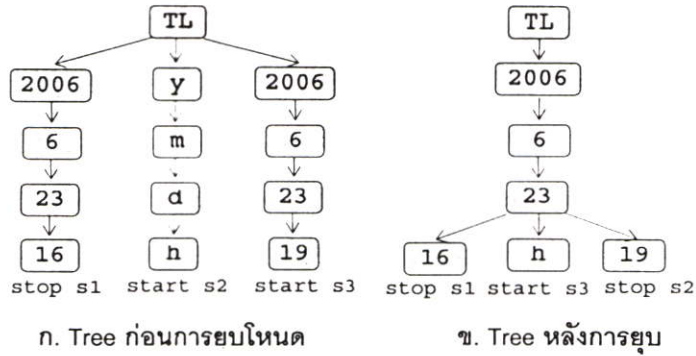 TL TL
2006 y 2006 2006
6 m 6 6
23 d 23 23
16 h 19 16 h 19
stop s1 start s2 start s3 stop s1 start s3 stop s2
ก. Tree ก่อนการยบโหนด ข. Tree หลังการยุบ